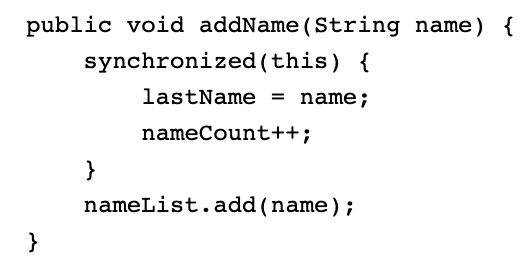 public void addName(String name) {
    synchronized(this) {
        lastName = name;
        nameCount++;
    }
    nameList.add(name);
}